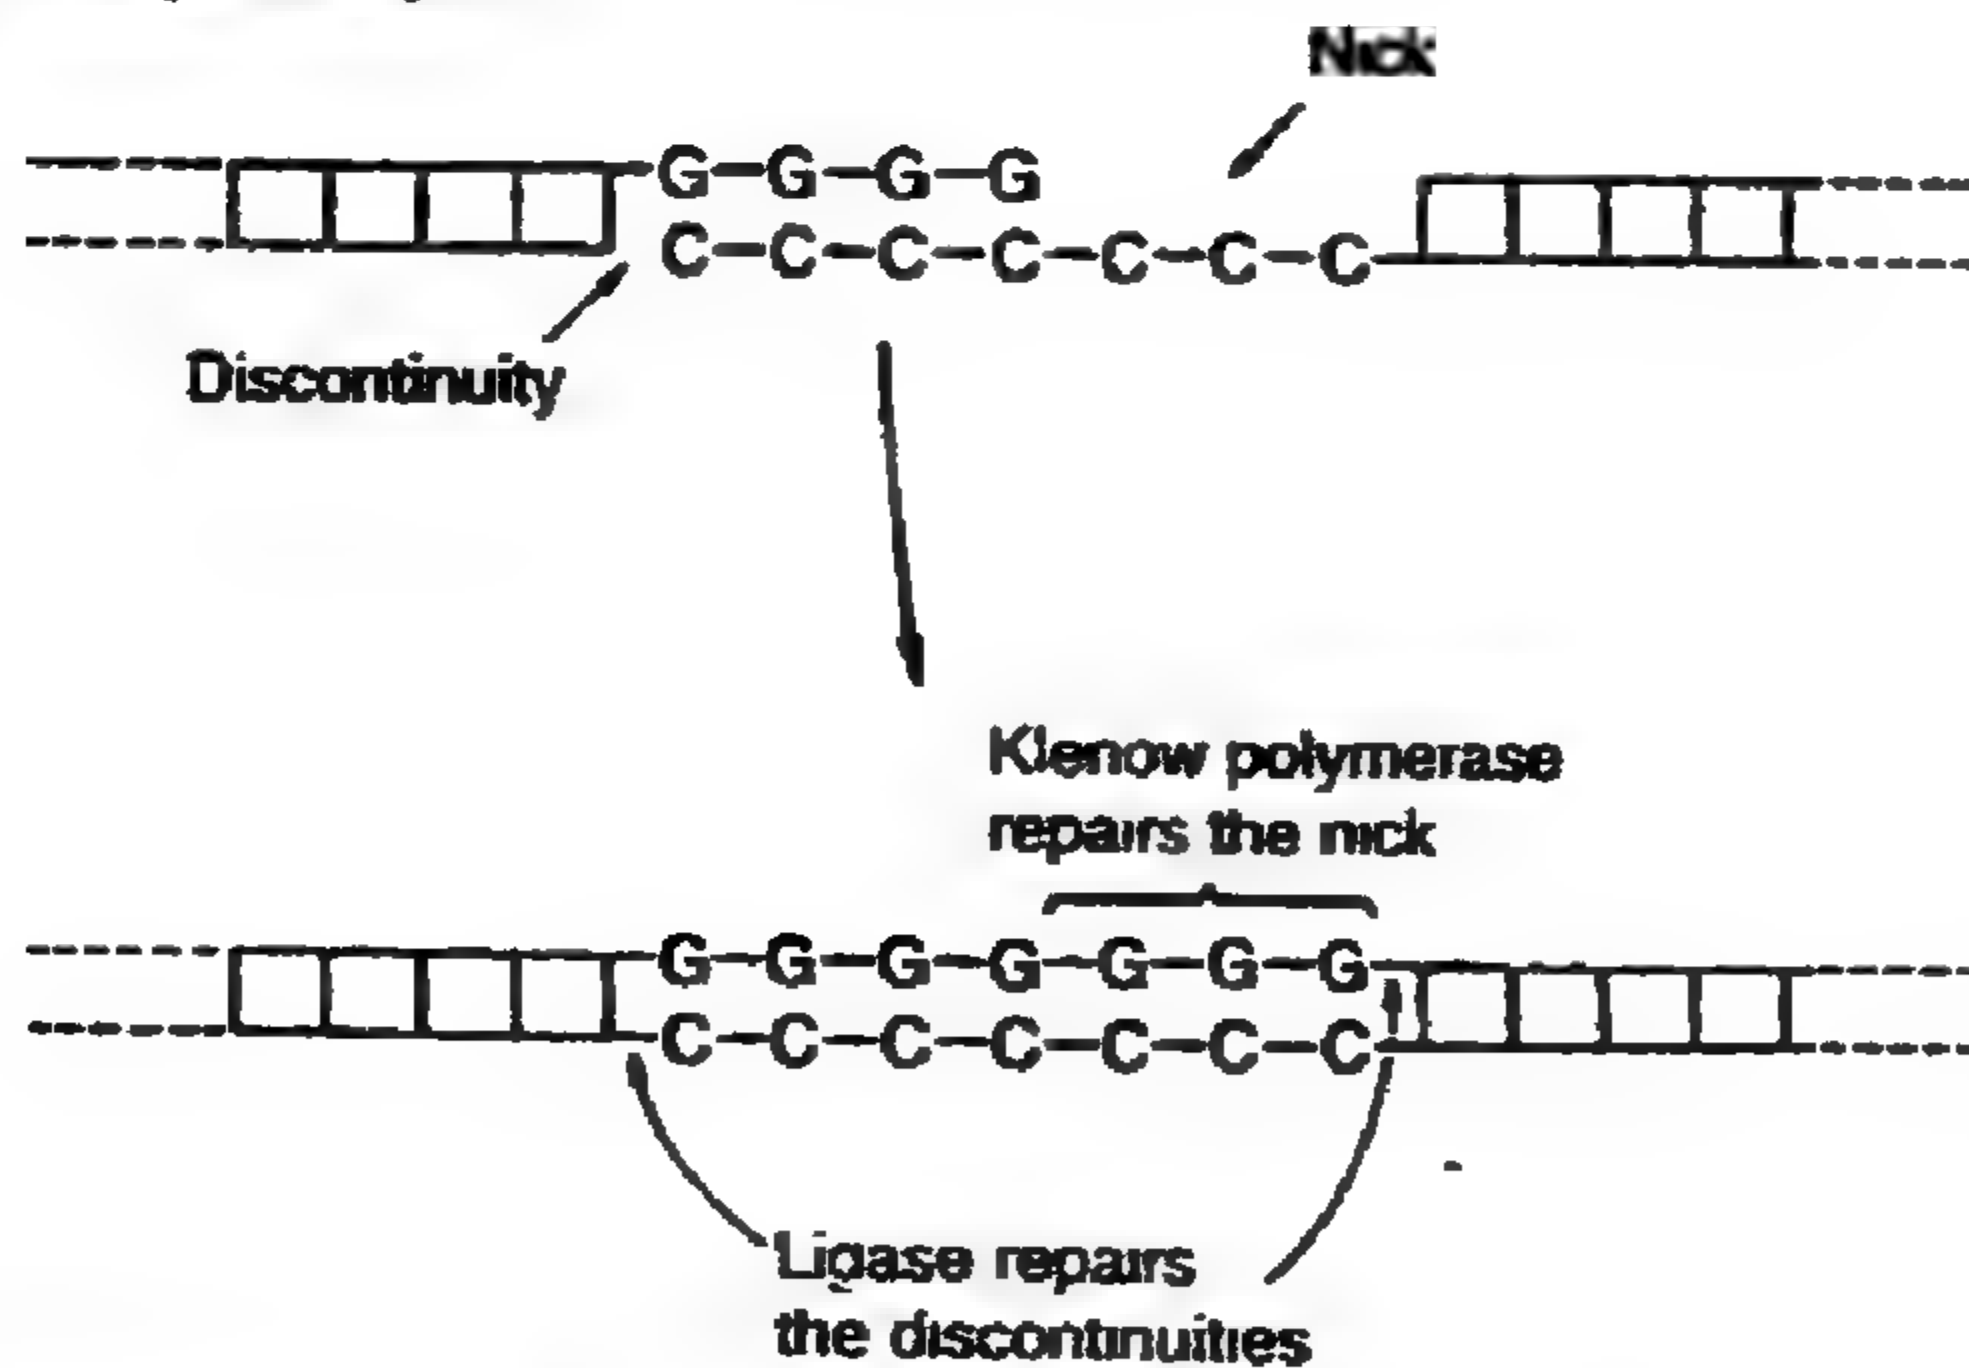 Nick
G—G—G—G
C—C—C—C—C—C—C
Discontinuity
Klenow polymerase
repairs the nick
G—G—G—G—G—G—G
C—C—C—C—C—C—C
Ligase repairs
the discontinuities